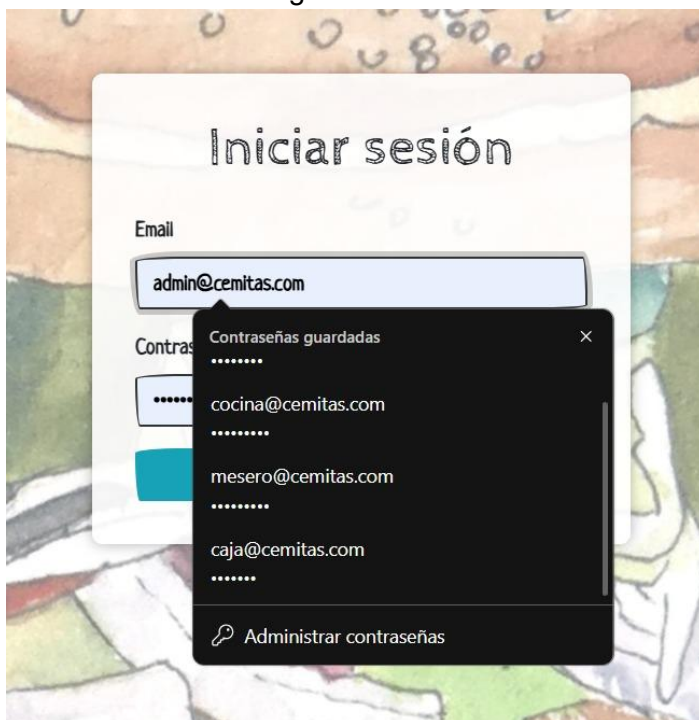 Iniciar sesión
Email
admin@cemitas.com
Contras
••••••
Contraseñas guardadas
••••••••
cocina@cemitas.com
•••••••••
mesero@cemitas.com
•••••••••
caja@cemitas.com
•••••••
Administrar contraseñas